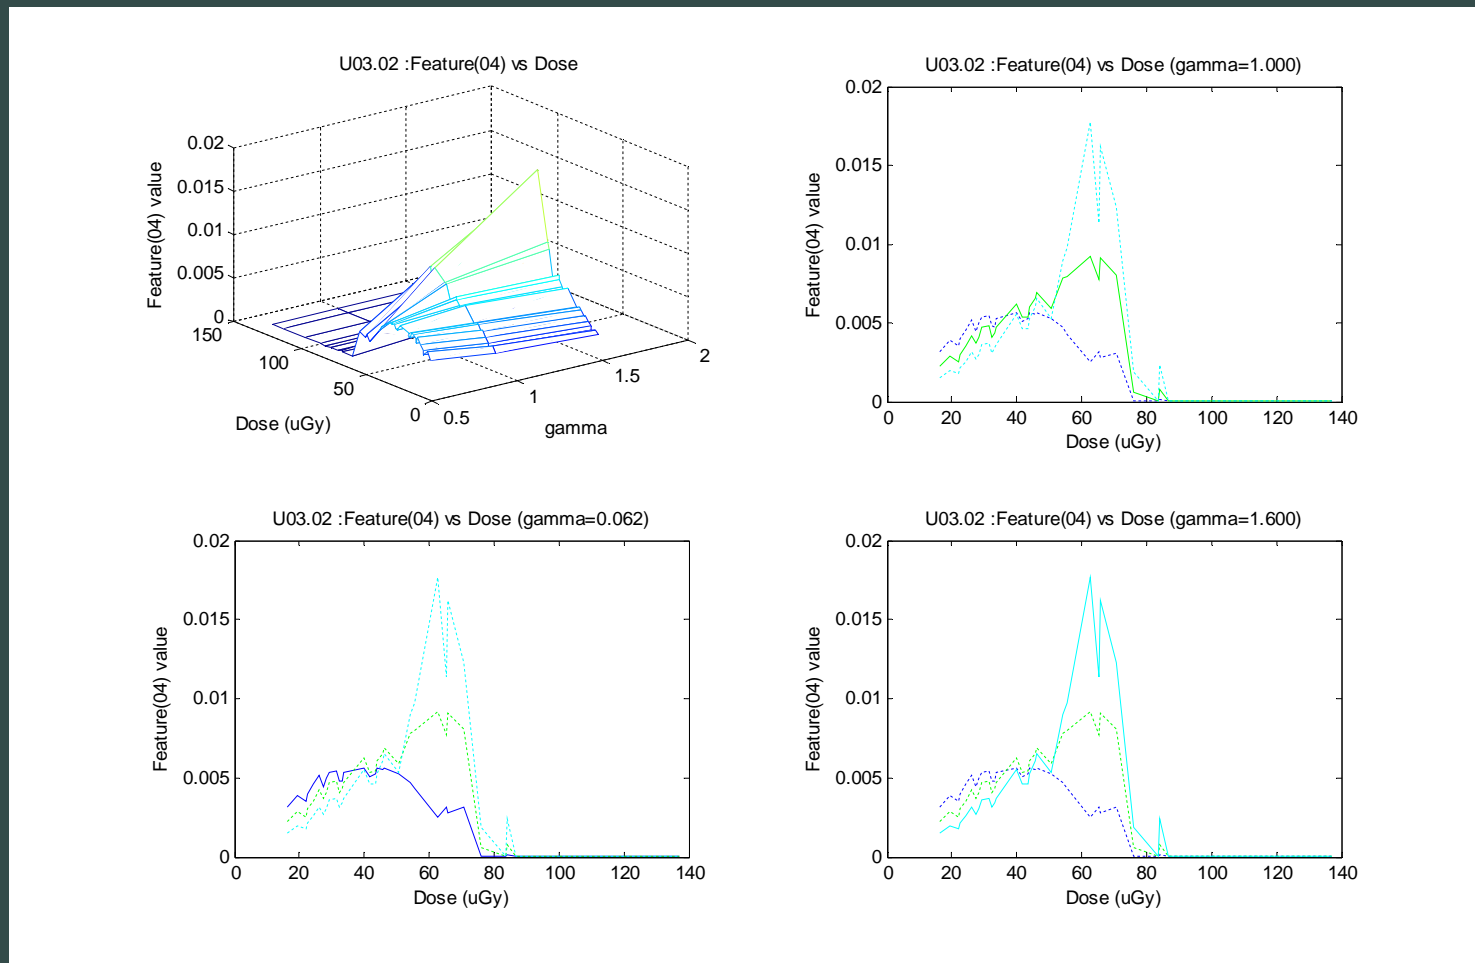 U03.02 :Feature(04) vs Dose
0.02
0.015
0.01
0.005
0
Feature(04) value
150
100
50
0
Dose (uGy)
0.5
1
1.5
2
gamma
U03.02 :Feature(04) vs Dose (gamma=1.000)
0.02
0.015
0.01
0.005
0
Feature(04) value
0 20 40 60 80 100 120 140
Dose (uGy)
U03.02 :Feature(04) vs Dose (gamma=0.062)
0.02
0.015
0.01
0.005
0
Feature(04) value
0 20 40 60 80 100 120 140
Dose (uGy)
U03.02 :Feature(04) vs Dose (gamma=1.600)
0.02
0.015
0.01
0.005
0
Feature(04) value
0 20 40 60 80 100 120 140
Dose (uGy)